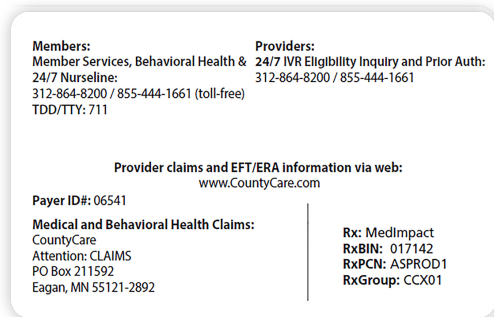 Members:
Member Services, Behavioral Health &
24/7 Nurseline:
312-864-8200 / 855-444-1661 (toll-free)
TDD/TTY: 711
Providers:
24/7 IVR Eligibility Inquiry and Prior Auth:
312-864-8200 / 855-444-1661
Provider claims and EFT/ERA information via web:
www.CountyCare.com
Payer ID#: 06541
Medical and Behavioral Health Claims:
CountyCare
Attention: CLAIMS
PO Box 211592
Eagan, MN 55121-2892
Rx: MedImpact
RxBIN: 017142
RxPCN: ASPROD1
RxGroup: CCX01